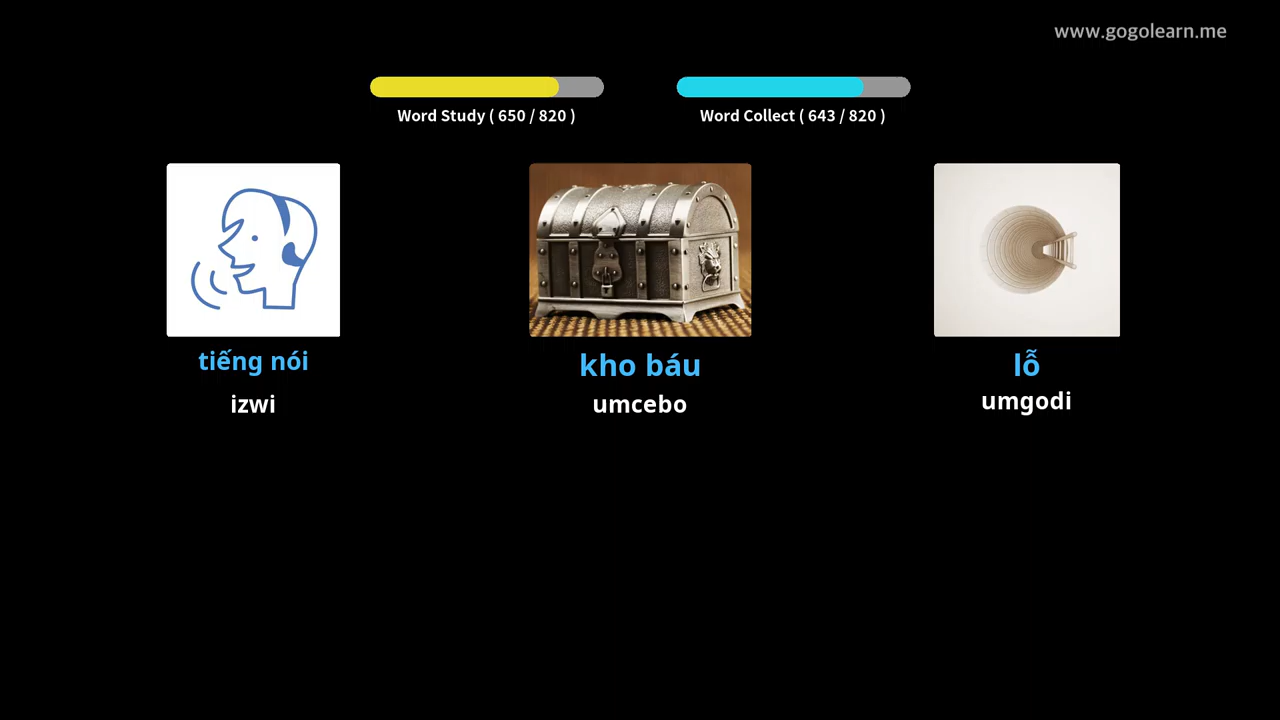 www.gogolearn.me
Word Study ( 650 / 820 )
Word Collect ( 643 / 820 )
tiếng nói
izwi
kho báu
umcebo
lỗ
umgodi